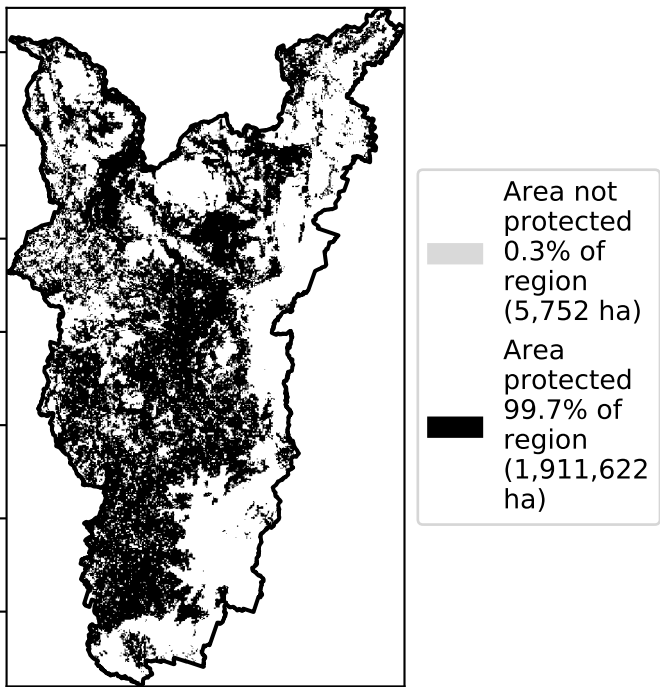 Area not
protected
0.3% of
region
(5,752 ha)
Area
protected
99.7% of
region
(1,911,622
ha)